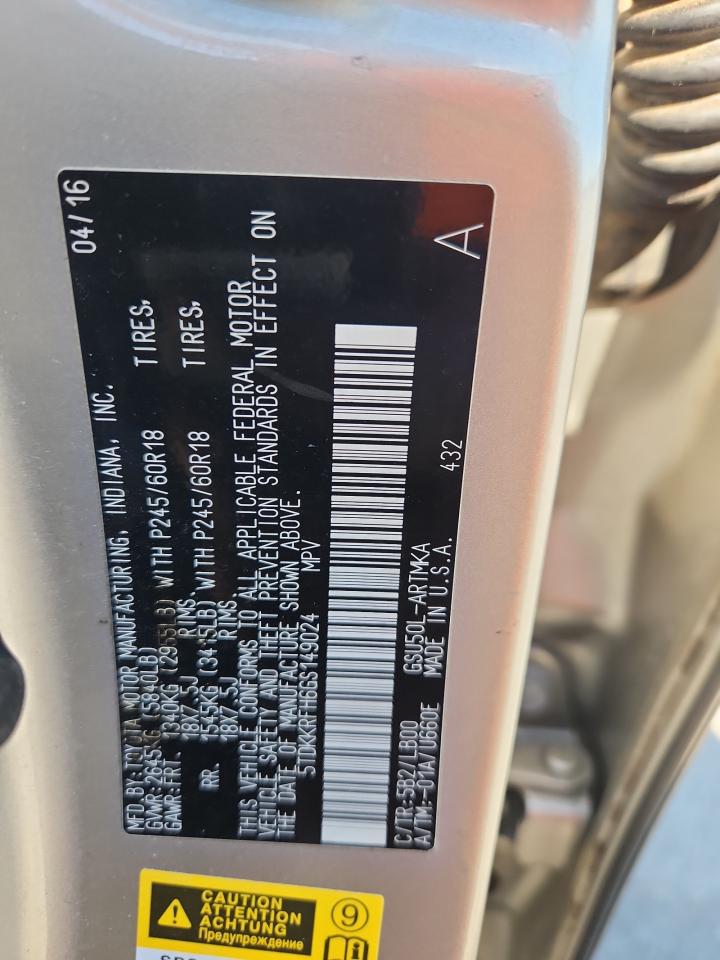 MFD.BY:TOYOTA MOTOR MANUFACTURING, INDIANA, INC. 04/16
GVWR:2650KG (5840LB)
GAWR:FRT. 1340KG (2955LB) WITH P245/60R18 TIRES,
18X7.5J RIMS,
RR. 1545KG (3415LB) WITH P245/60R18 TIRES,
18X7.5J RIMS
THIS VEHICLE CONFORMS TO ALL APPLICABLE FEDERAL MOTOR
VEHICLE SAFETY AND THEFT PREVENTION STANDARDS IN EFFECT ON
THE DATE OF MANUFACTURE SHOWN ABOVE.
5TDKKRFH6GS149024 MPV
C/TR:5B2/LB00 GSU50L-ARTMKA
A/TM:-01A/U660E MADE IN U.S.A.
432
A
CAUTION
ATTENTION
ACHTUNG
Предупреждение
9